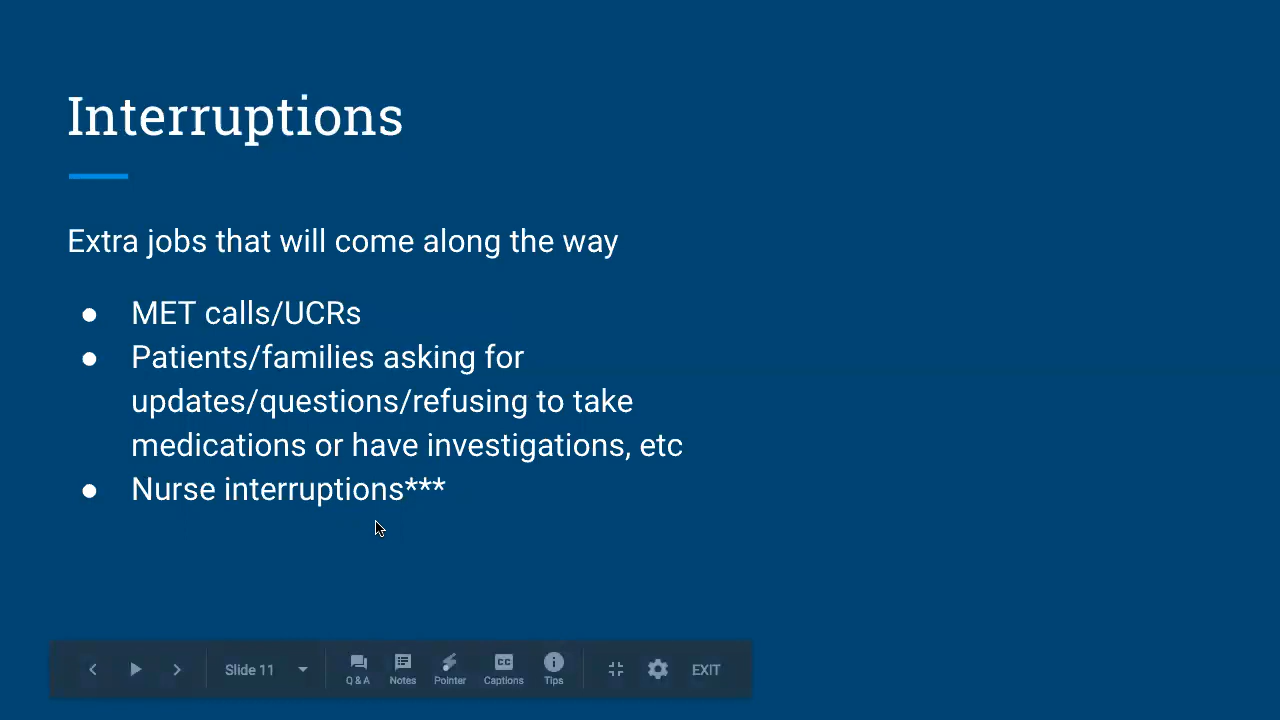 Interruptions
Extra jobs that will come along the way
● MET calls/UCRs
● Patients/families asking for
updates/questions/refusing to take
medications or have investigations, etc
● Nurse interruptions***
Slide 11
Q & A
Notes
Pointer
CC
Captions
Tips
EXIT